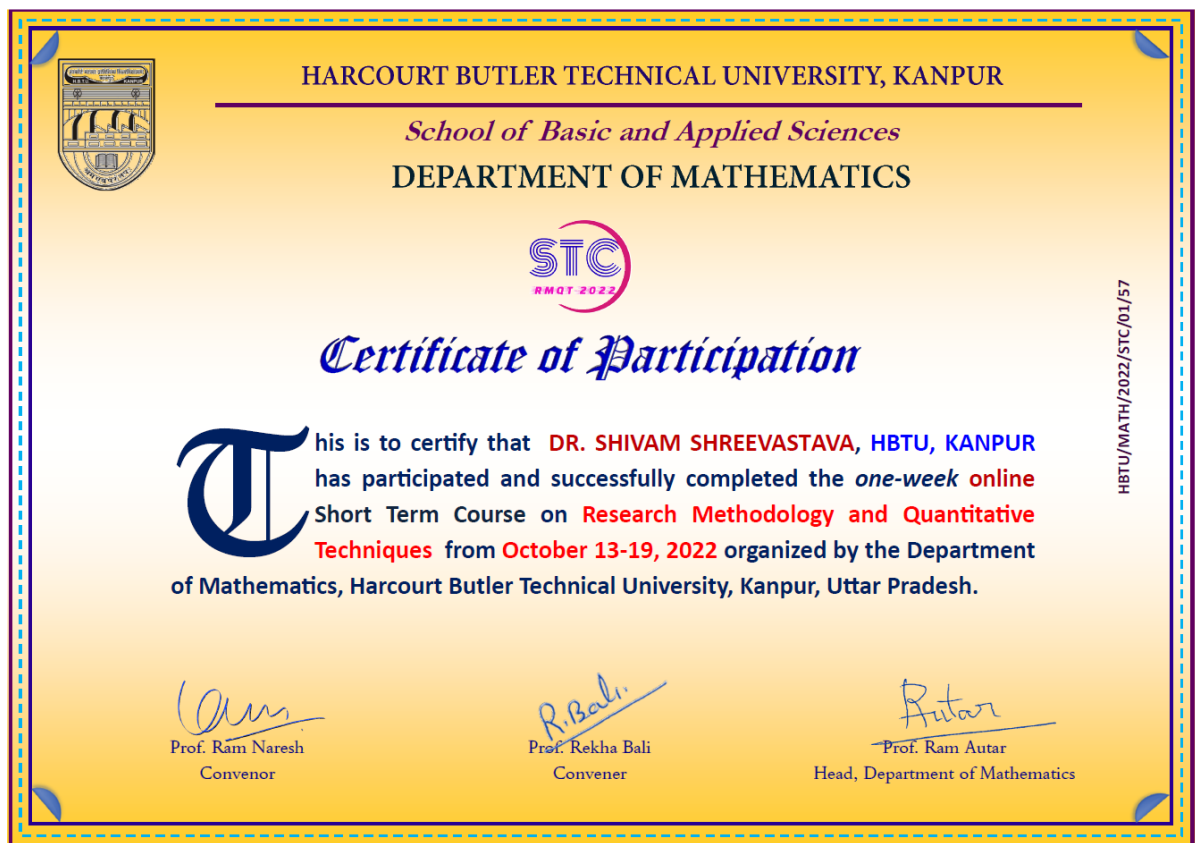 HARCOURT BUTLER TECHNICAL UNIVERSITY, KANPUR
School of Basic and Applied Sciences
DEPARTMENT OF MATHEMATICS
STC
RMQT-2022
Certificate of Participation
This is to certify that DR. SHIVAM SHREEVASTAVA, HBTU, KANPUR
has participated and successfully completed the one-week online
Short Term Course on Research Methodology and Quantitative
Techniques from October 13-19, 2022 organized by the Department
of Mathematics, Harcourt Butler Technical University, Kanpur, Uttar Pradesh.
HBTU/MATH/2022/STC/01/57
R.Bali.
Rutar
Prof. Ram Naresh
Convenor
Prof. Rekha Bali
Convener
Prof. Ram Autar
Head, Department of Mathematics